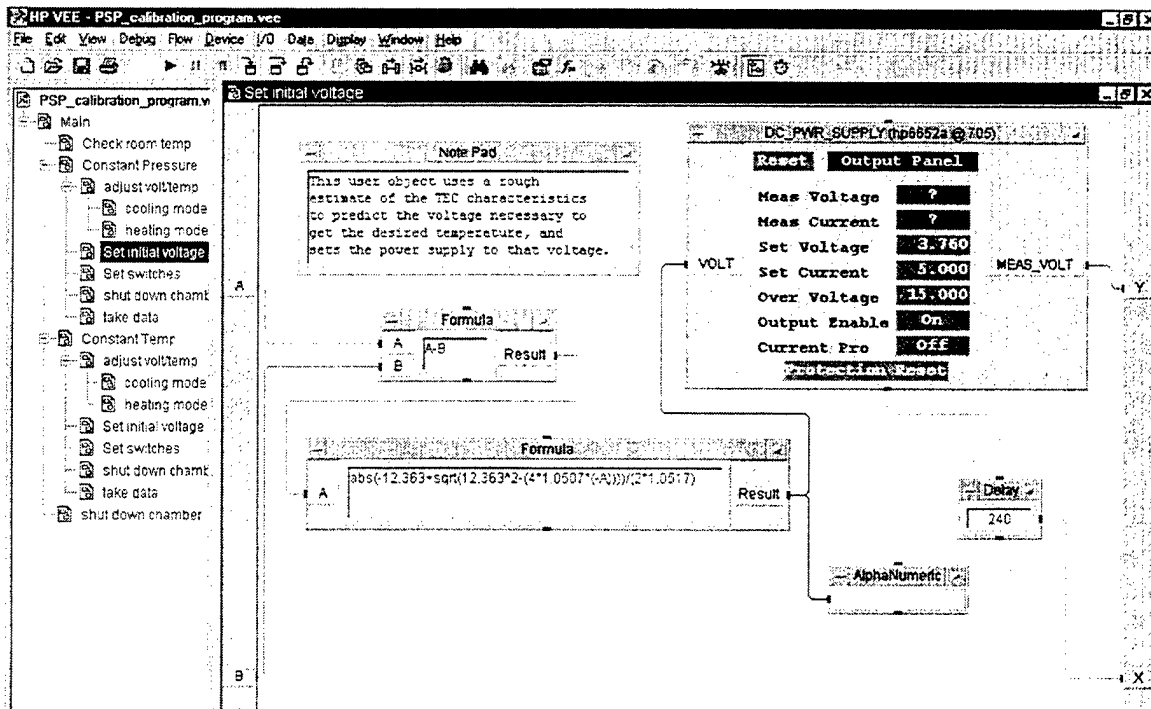 HP VEE - PSP_calibration_program.vee
File Edit View Debug Flow Device I/O Data Display Window Help
PSP_calibration_program.v
Main
Check room temp
Constant Pressure
adjust volt/temp
cooling mode
heating mode
Set initial voltage
Set switches
shut down chamb
take data
Constant Temp
adjust volt/temp
cooling mode
heating mode
Set initial voltage
Set switches
shut down chamb
take data
shut down chamber
Set initial voltage
A
B
Note Pad
This user object uses a rough
estimate of the TEC characteristics
to predict the voltage necessary to
get the desired temperature, and
sets the power supply to that voltage.
Formula
A
B
A-B
Result
Formula
A
abs(-12.363+sqrt(12.363^2-(4*1.0507*(-A))))/(2*1.0517)
Result
DC_PWR_SUPPLY (hp6652a @ 705)
Reset Output Panel
VOLT
Meas Voltage ?
Meas Current ?
Set Voltage 3.760
Set Current 5.000
Over Voltage 15.000
Output Enable On
Current Pro Off
Protection Reset
MEAS_VOLT
Y
Delay
240
AlphaNumeric
X